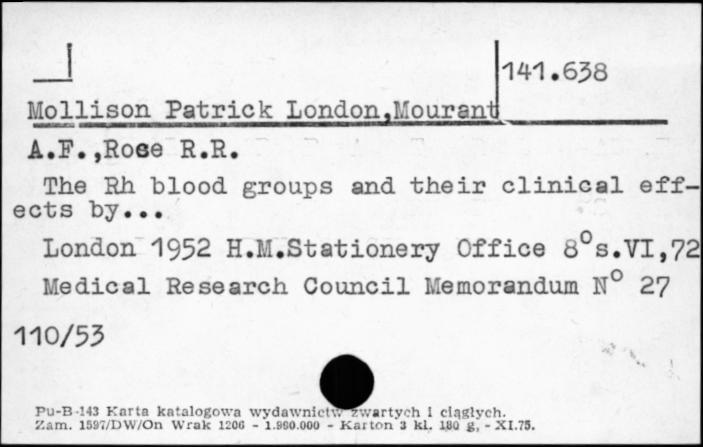 141.638
Mollison Patrick London,Mourant
A.F.,Rose R.R.
The Rh blood groups and their clinical eff-
ects by...
London 1952 H.M.Stationery Office 8°s.VI,72
Medical Research Council Memorandum N° 27
110/53
Pu-B-143 Karta katalogowa wydawnictw zwartych i ciągłych.
Zam. 1597/DW/On Wrak 1206 - 1.960.000 - Karton 3 kl. 180 g, - XI.75.